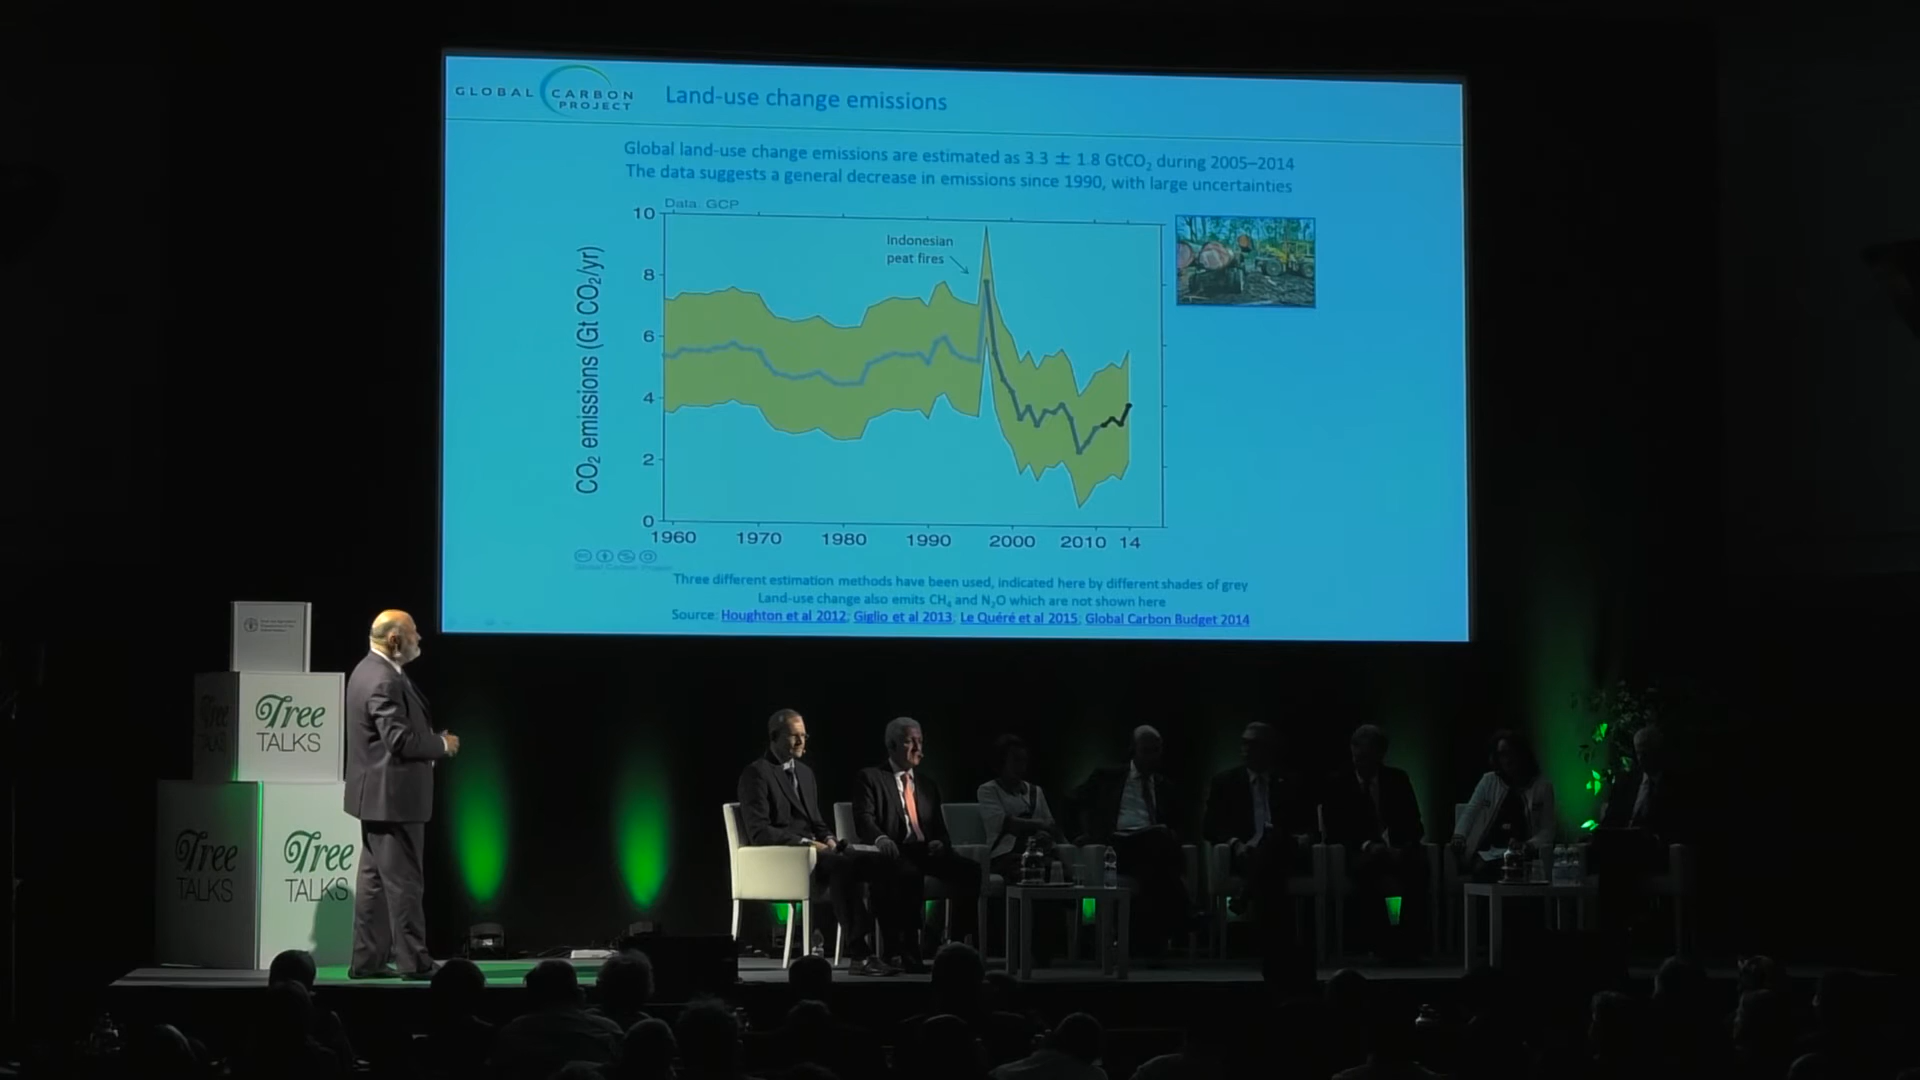 GLOBAL CARBON PROJECT
Land-use change emissions
Global land-use change emissions are estimated as 3.3 ± 1.8 GtCO₂ during 2005–2014
The data suggests a general decrease in emissions since 1990, with large uncertainties
Data: GCP
CO₂ emissions (Gt CO₂/yr)
10
8
6
4
2
0
Indonesian
peat fires
1960 1970 1980 1990 2000 2010 14
Global Carbon Project
Three different estimation methods have been used, indicated here by different shades of grey
Land-use change also emits CH₄ and N₂O which are not shown here
Source: Houghton et al 2012; Giglio et al 2013; Le Quéré et al 2015; Global Carbon Budget 2014
Tree
TALKS
Tree
TALKS
Tree
TALKS
Tree
TALKS